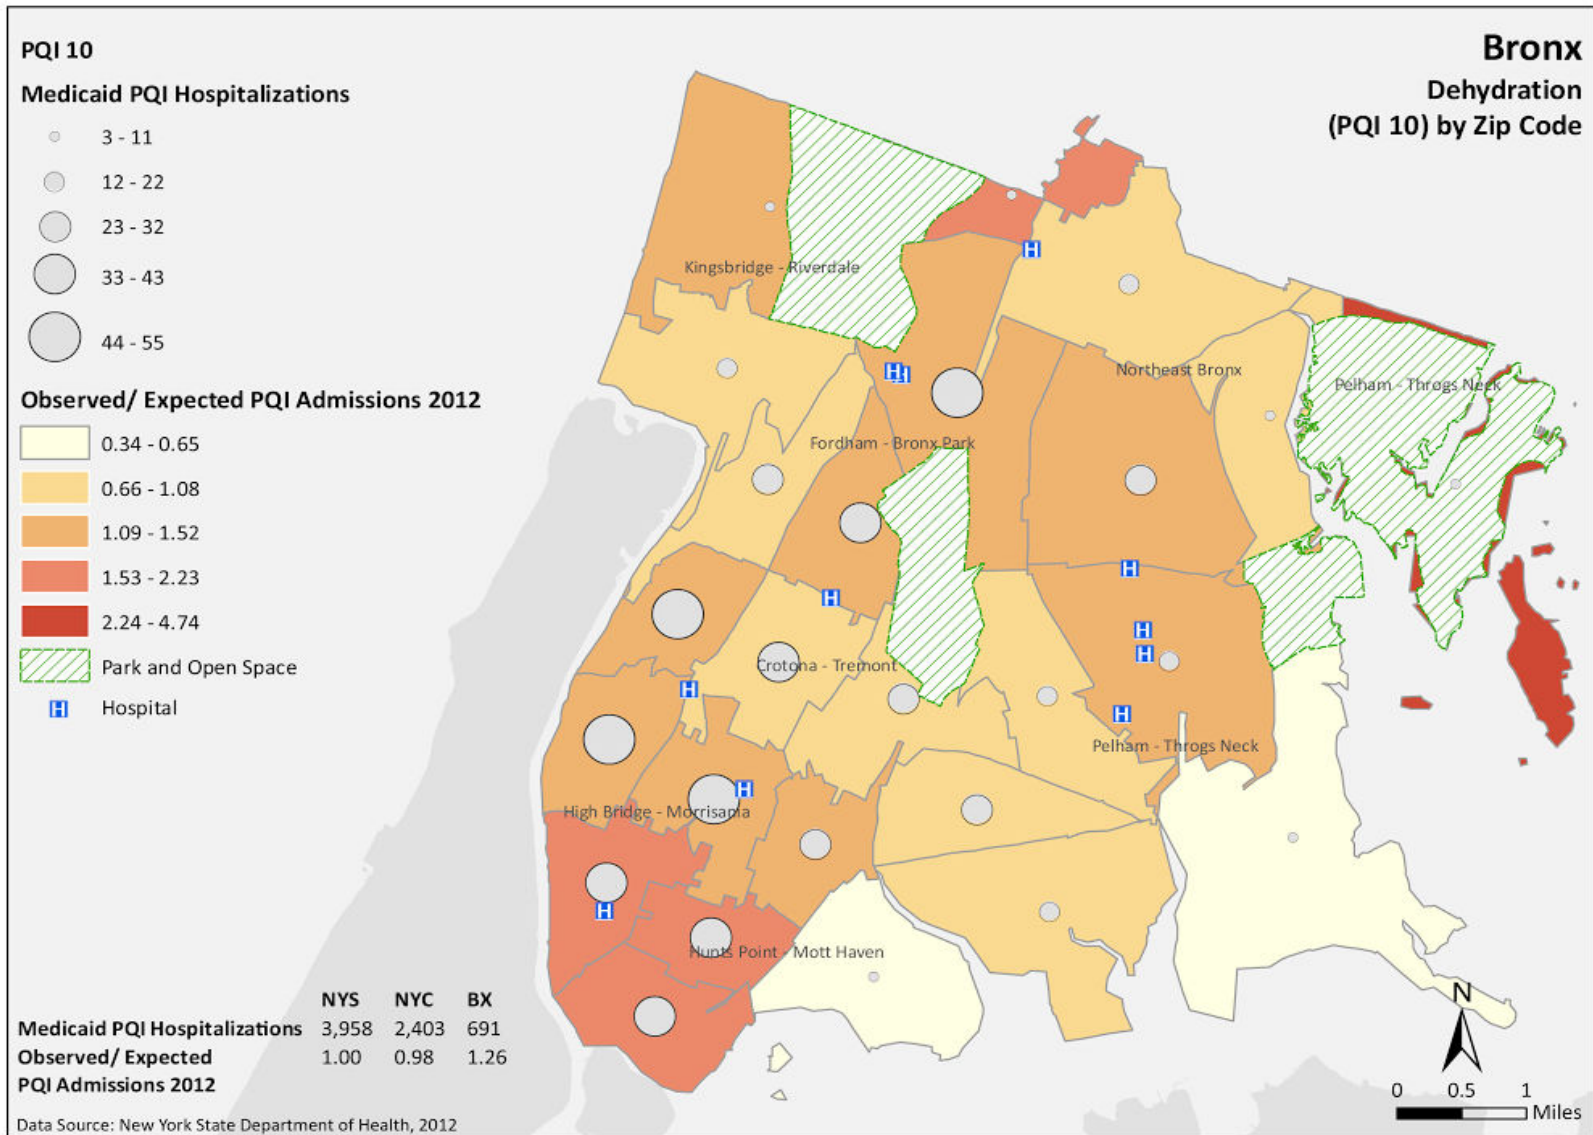 PQI 10
Medicaid PQI Hospitalizations
3 - 11
12 - 22
23 - 32
33 - 43
44 - 55
Observed/ Expected PQI Admissions 2012
0.34 - 0.65
0.66 - 1.08
1.09 - 1.52
1.53 - 2.23
2.24 - 4.74
Park and Open Space
H Hospital
Bronx
Dehydration
(PQI 10) by Zip Code
Kingsbridge - Riverdale
H
Northeast Bronx
Pelham - Throgs Neck
H H
Fordham - Bronx Park
H
H
H
H
Crotona - Tremont
H
H
Pelham - Throgs Neck
H
High Bridge - Morrisania
H
Hunts Point - Mott Haven
NYS NYC BX
Medicaid PQI Hospitalizations 3,958 2,403 691
Observed/ Expected 1.00 0.98 1.26
PQI Admissions 2012
Data Source: New York State Department of Health, 2012
N
0 0.5 1
Miles